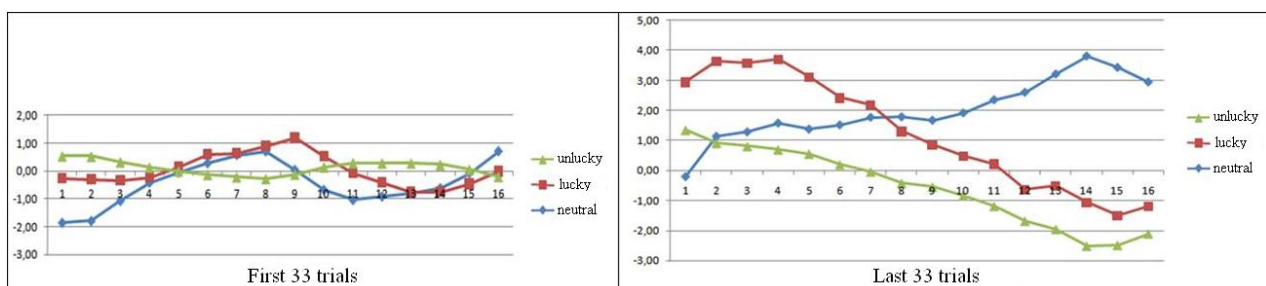 2,00
1,00
0,00
-1,00
-2,00
-3,00
1 2 3 4 5 6 7 8 9 10 11 12 13 14 15 16
unlucky
lucky
neutral
First 33 trials
5,00
4,00
3,00
2,00
1,00
0,00
-1,00
-2,00
-3,00
1 2 3 4 5 6 7 8 9 10 11 12 13 14 15 16
unlucky
lucky
neutral
Last 33 trials